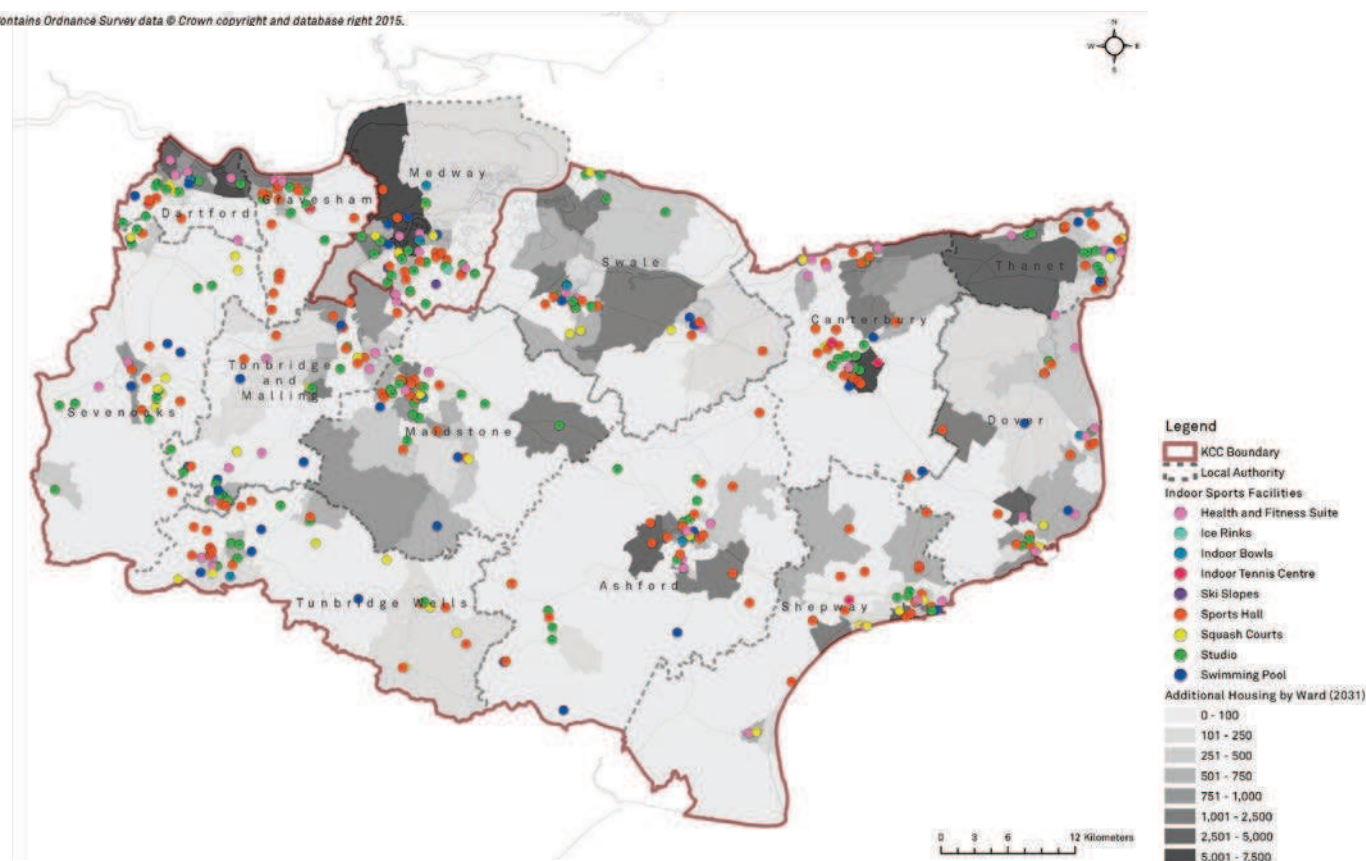 ontains Ordnance Survey data © Crown copyright and database right 2015.
N
W
E
S
Medway
Gravesham
Dartford
Swale
Thanet
Canterbury
Tonbridge
and
Malling
Sevenoaks
Maidstone
Dover
Ashford
Shepway
Tunbridge Wells
0 3 6 12 Kilometers
Legend
KCC Boundary
Local Authority
Indoor Sports Facilities
Health and Fitness Suite
Ice Rinks
Indoor Bowls
Indoor Tennis Centre
Ski Slopes
Sports Hall
Squash Courts
Studio
Swimming Pool
Additional Housing by Ward (2031)
0 - 100
101 - 250
251 - 500
501 - 750
751 - 1,000
1,001 - 2,500
2,501 - 5,000
5,001 - 7,500